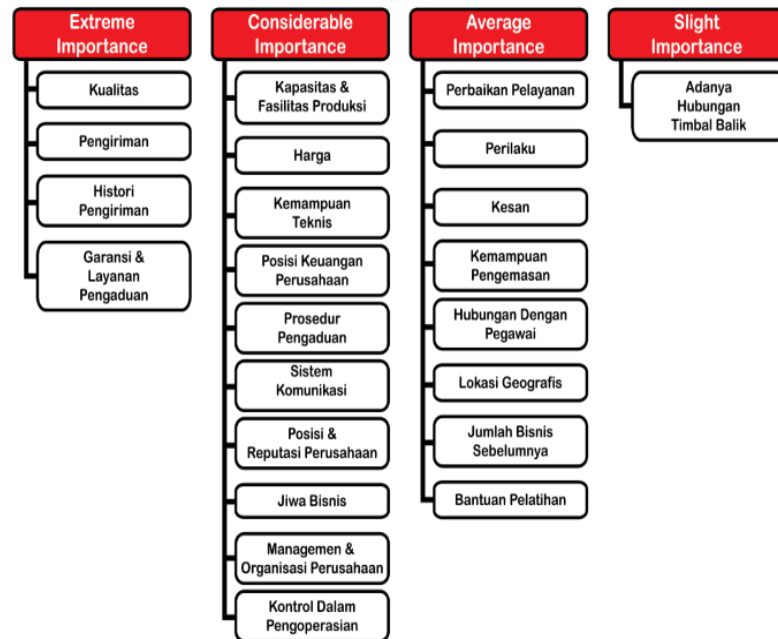 Extreme
Importance
Kualitas
Pengiriman
Histori
Pengiriman
Garansi &
Layanan
Pengaduan
Considerable
Importance
Kapasitas &
Fasilitas Produksi
Harga
Kemampuan
Teknis
Posisi Keuangan
Perusahaan
Prosedur
Pengaduan
Sistem
Komunikasi
Posisi &
Reputasi Perusahaan
Jiwa Bisnis
Managemen &
Organisasi Perusahaan
Kontrol Dalam
Pengoperasian
Average
Importance
Perbaikan Pelayanan
Perilaku
Kesan
Kemampuan
Pengemasan
Hubungan Dengan
Pegawai
Lokasi Geografis
Jumlah Bisnis
Sebelumnya
Bantuan Pelatihan
Slight
Importance
Adanya
Hubungan
Timbal Balik